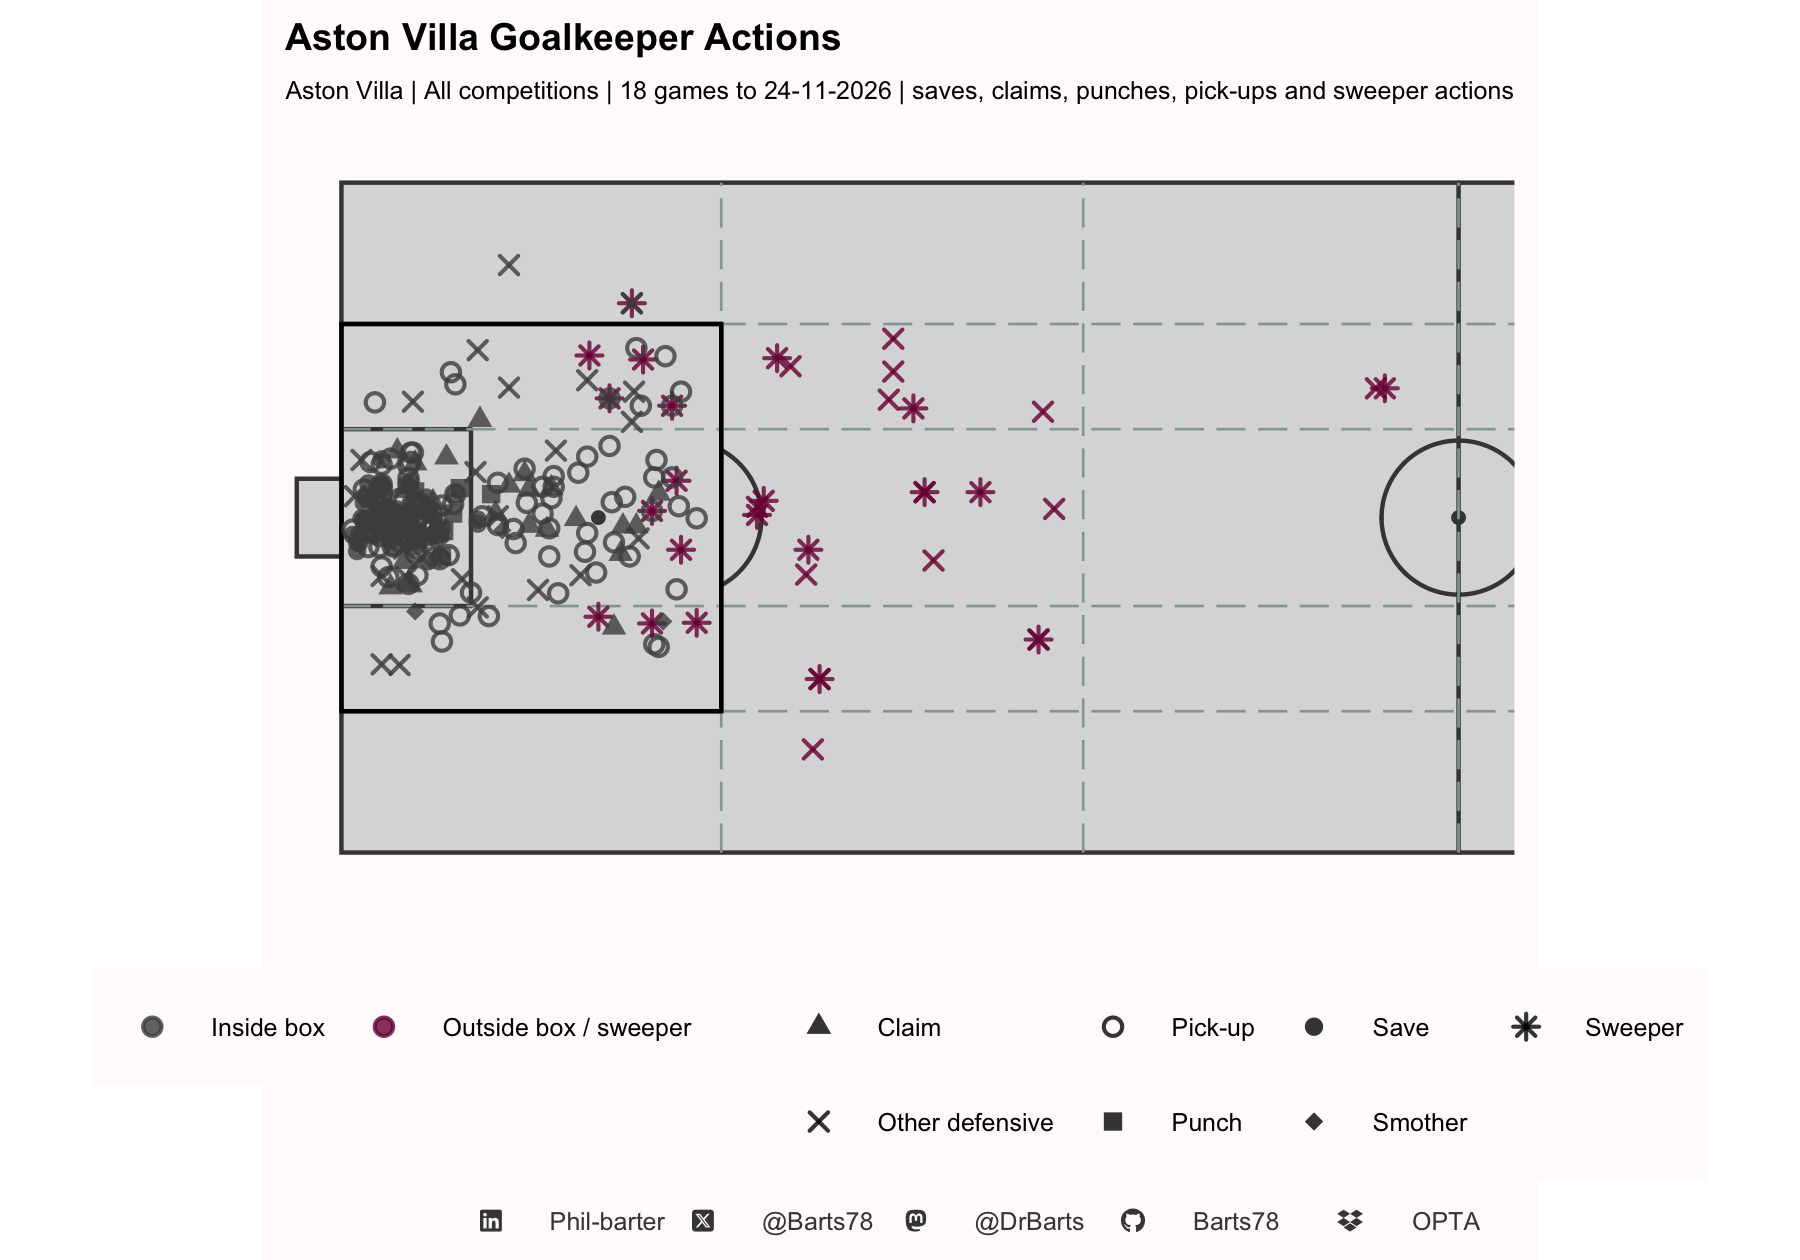 Aston Villa Goalkeeper Actions
Aston Villa | All competitions | 18 games to 24-11-2026 | saves, claims, punches, pick-ups and sweeper actions
Inside box Outside box / sweeper Claim Pick-up Save Sweeper
Other defensive Punch Smother
Phil-barter @Barts78 @DrBarts Barts78 OPTA